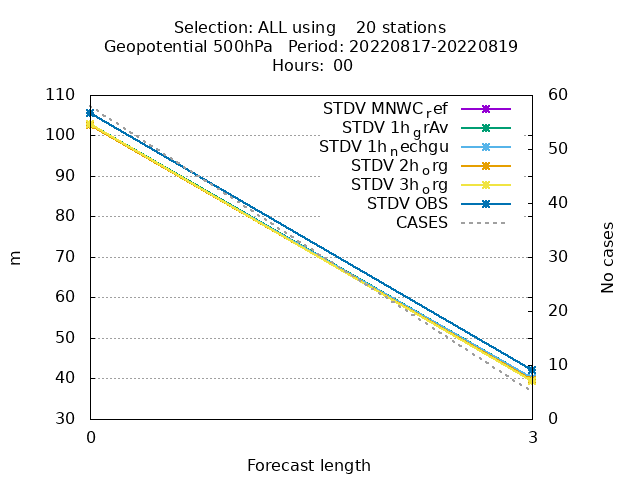 Selection: ALL using    20 stations
Geopotential 500hPa   Period: 20220817-20220819
Hours:  00
110
100
90
80
70
60
50
40
30
m
60
50
40
30
20
10
0
No cases
STDV MNWC_ref
STDV 1h_grAv
STDV 1h_nechgu
STDV 2h_org
STDV 3h_org
STDV OBS
CASES
0
3
Forecast length